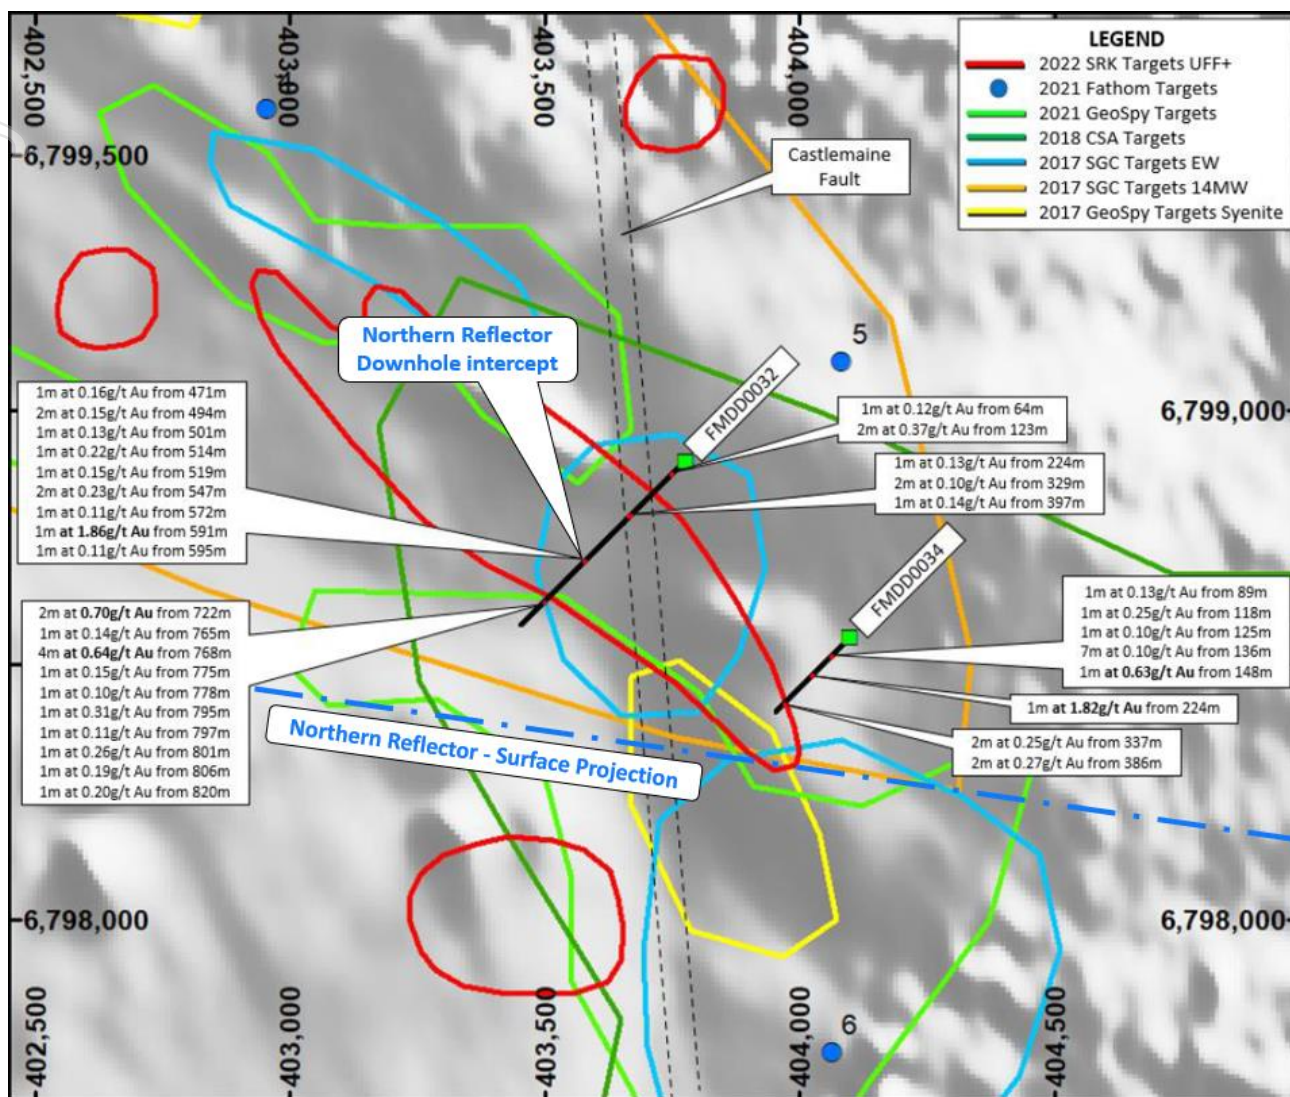 402,500
403,000
403,500
404,000
LEGEND
2022 SRK Targets UFF+
2021 Fathom Targets
2021 GeoSpy Targets
2018 CSA Targets
2017 SGC Targets EW
2017 SGC Targets 14MW
2017 GeoSpy Targets Syenite
6,799,500
Castlemaine
Fault
Northern Reflector
Downhole intercept
5
6,799,000
FMDD0032
1m at 0.12g/t Au from 64m
2m at 0.37g/t Au from 123m
1m at 0.16g/t Au from 471m
2m at 0.15g/t Au from 494m
1m at 0.13g/t Au from 501m
1m at 0.22g/t Au from 514m
1m at 0.15g/t Au from 519m
2m at 0.23g/t Au from 547m
1m at 0.11g/t Au from 572m
1m at 1.86g/t Au from 591m
1m at 0.11g/t Au from 595m
1m at 0.13g/t Au from 224m
2m at 0.10g/t Au from 329m
1m at 0.14g/t Au from 397m
FMDD0034
2m at 0.70g/t Au from 722m
1m at 0.14g/t Au from 765m
4m at 0.64g/t Au from 768m
1m at 0.15g/t Au from 775m
1m at 0.10g/t Au from 778m
1m at 0.31g/t Au from 795m
1m at 0.11g/t Au from 797m
1m at 0.26g/t Au from 801m
1m at 0.19g/t Au from 806m
1m at 0.20g/t Au from 820m
1m at 0.13g/t Au from 89m
1m at 0.25g/t Au from 118m
1m at 0.10g/t Au from 125m
7m at 0.10g/t Au from 136m
1m at 0.63g/t Au from 148m
1m at 1.82g/t Au from 224m
2m at 0.25g/t Au from 337m
2m at 0.27g/t Au from 386m
Northern Reflector - Surface Projection
6,798,000
6,798,000
402,500
403,000
403,500
404,000
404,500
6